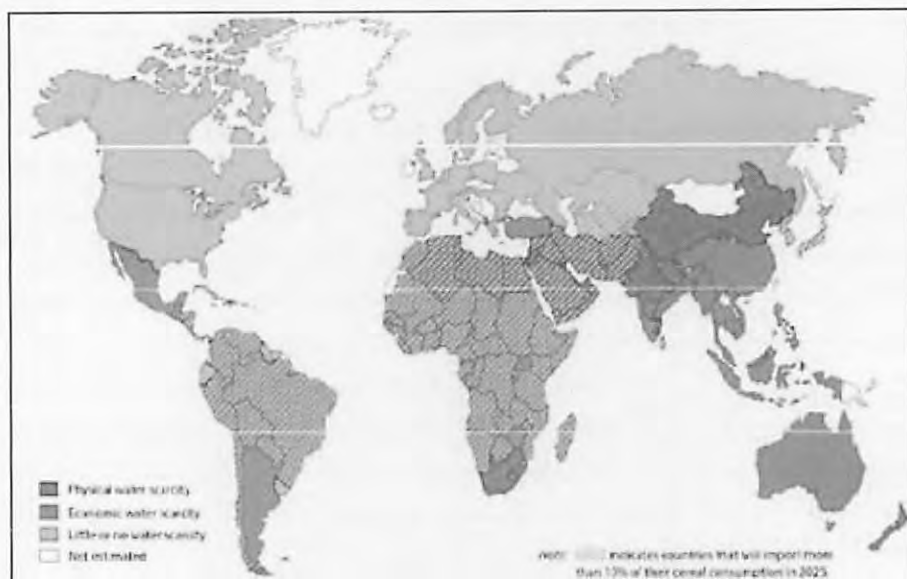 Physical water scarcity
Economic water scarcity
Little or no water scarcity
Not estimated
Note: indicates countries that will import more
than 10% of their cereal consumption in 2025.